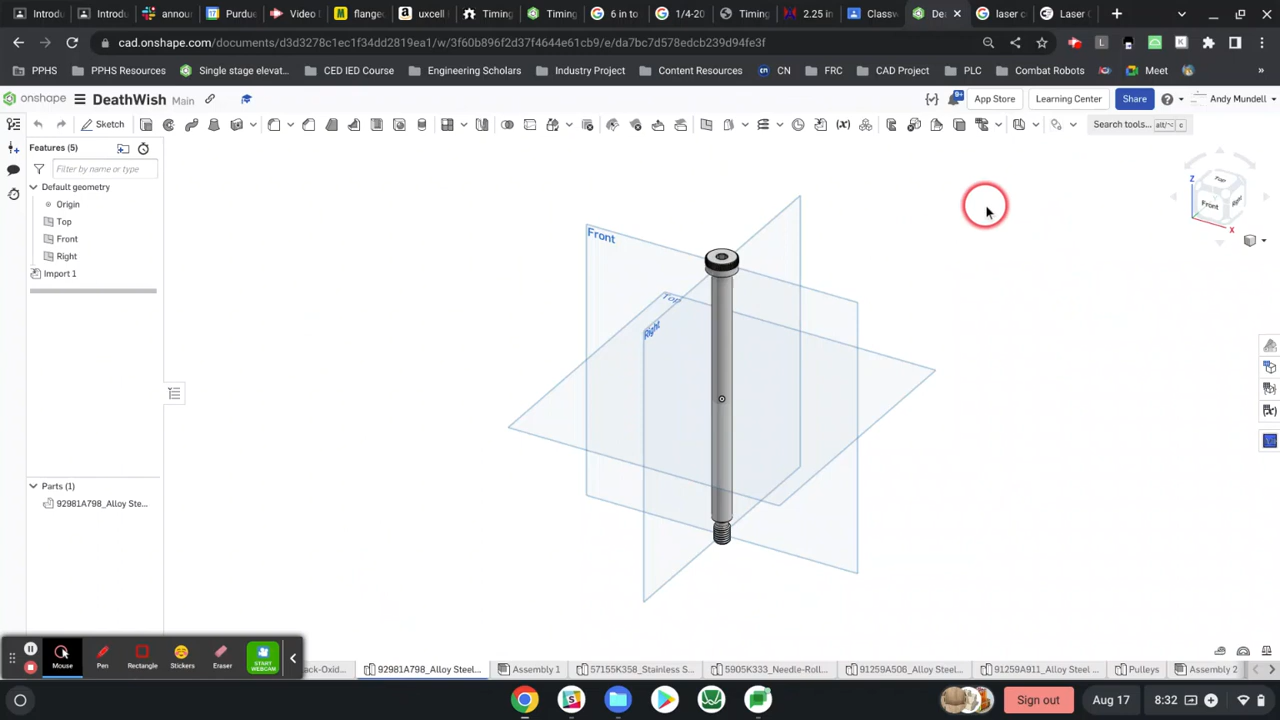 Introdu
Introdu
annou
Purdue
Video I
flange
uxcell
Timing
Timing
6 in to
1/4-20
Timing
2.25 in
Classw
De
laser c
Laser C
cad.onshape.com/documents/d3d3278c1ec1f34dd2819ea1/w/3f60b896f2d37f4644e61cb9/e/da7bc7d578edcb239d94fe3f
PPHS
PPHS Resources
Single stage elevat...
CED IED Course
Engineering Scholars
Industry Project
Content Resources
CN
FRC
CAD Project
PLC
Combat Robots
Meet
»
onshape
DeathWish
Main
App Store
Learning Center
Share
Andy Mundell
Sketch
Search tools...
alt/⌥ c
Features (5)
Filter by name or type
Default geometry
Origin
Top
Front
Right
Import 1
Front
Top
Right
Top
Front
Right
Z
X
Parts (1)
92981A798_Alloy Ste...
Mouse
Pen
Rectangle
Stickers
Eraser
START
WEBCAM
ack-Oxid...
92981A798_Alloy Steel...
Assembly 1
57155K358_Stainless S...
5905K333_Needle-Roll...
91259A506_Alloy Steel...
91259A911_Alloy Steel ...
Pulleys
Assembly 2
Sign out
Aug 17
8:32